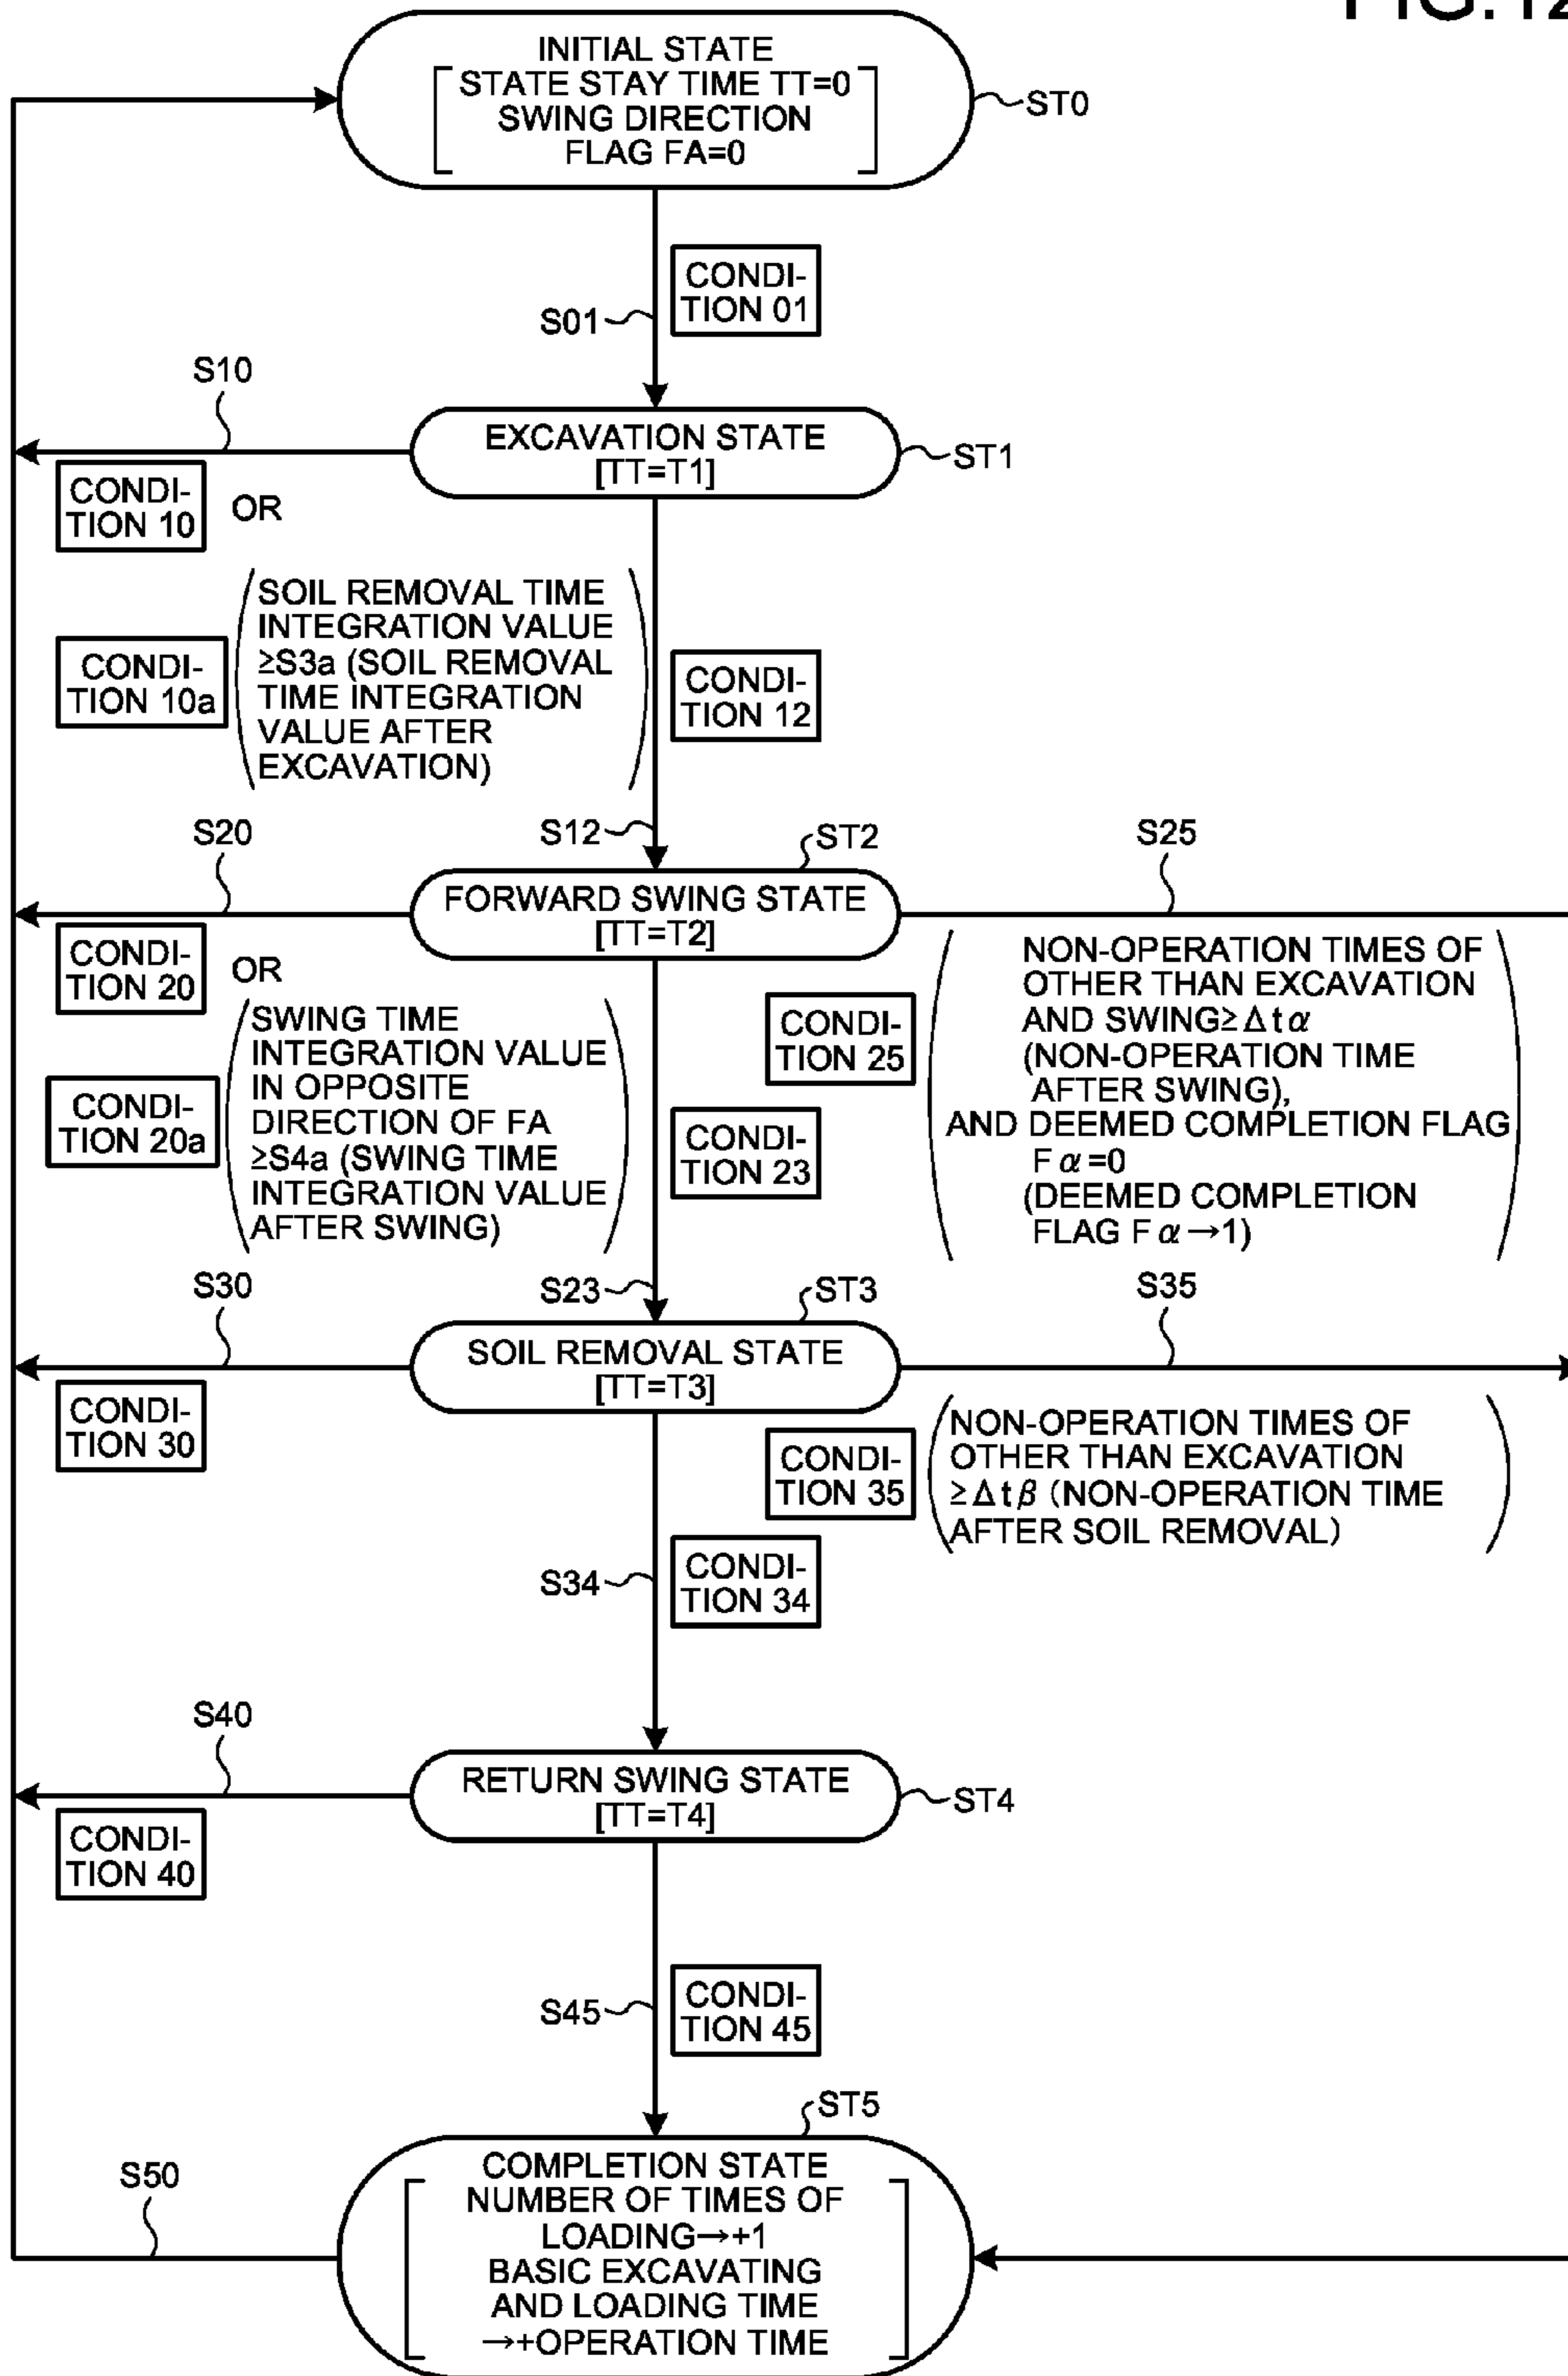 FIG.12
INITIAL STATE
STATE STAY TIME TT=0
SWING DIRECTION
FLAG FA=0
ST0
CONDI-
TION 01
S01
S10
EXCAVATION STATE
[TT=T1]
ST1
CONDI-
TION 10
OR
CONDI-
TION 10a
SOIL REMOVAL TIME
INTEGRATION VALUE
≥S3a (SOIL REMOVAL
TIME INTEGRATION
VALUE AFTER
EXCAVATION)
CONDI-
TION 12
S12
S20
ST2
S25
FORWARD SWING STATE
[TT=T2]
CONDI-
TION 20
OR
CONDI-
TION 20a
SWING TIME
INTEGRATION VALUE
IN OPPOSITE
DIRECTION OF FA
≥S4a (SWING TIME
INTEGRATION VALUE
AFTER SWING)
CONDI-
TION 25
NON-OPERATION TIMES OF
OTHER THAN EXCAVATION
AND SWING≥Δtα
(NON-OPERATION TIME
AFTER SWING),
AND DEEMED COMPLETION FLAG
Fα=0
(DEEMED COMPLETION
FLAG Fα→1)
CONDI-
TION 23
S23
S30
ST3
S35
SOIL REMOVAL STATE
[TT=T3]
CONDI-
TION 30
CONDI-
TION 35
NON-OPERATION TIMES OF
OTHER THAN EXCAVATION
≥Δtβ (NON-OPERATION TIME
AFTER SOIL REMOVAL)
S34
CONDI-
TION 34
S40
RETURN SWING STATE
[TT=T4]
ST4
CONDI-
TION 40
S45
CONDI-
TION 45
ST5
S50
COMPLETION STATE
NUMBER OF TIMES OF
LOADING→+1
BASIC EXCAVATING
AND LOADING TIME
→+OPERATION TIME